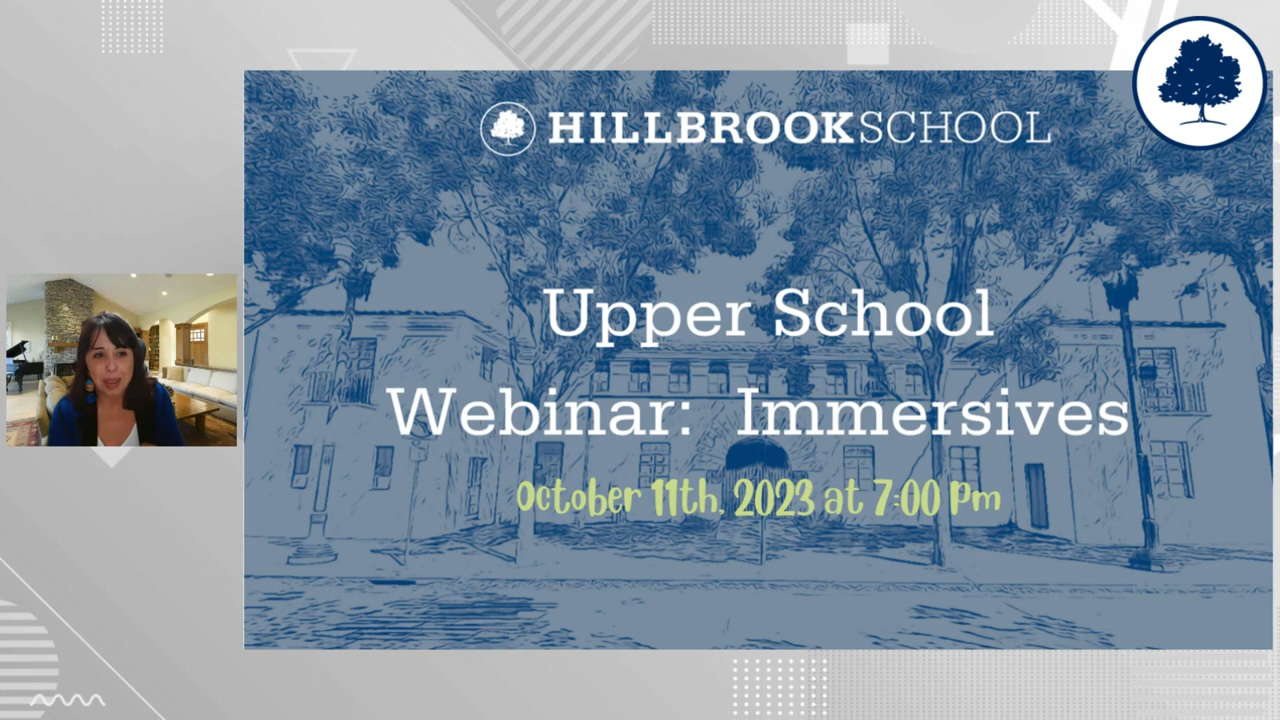 HILLBROOKSCHOOL
Upper School
Webinar: Immersives
October 11th, 2023 at 7:00 Pm